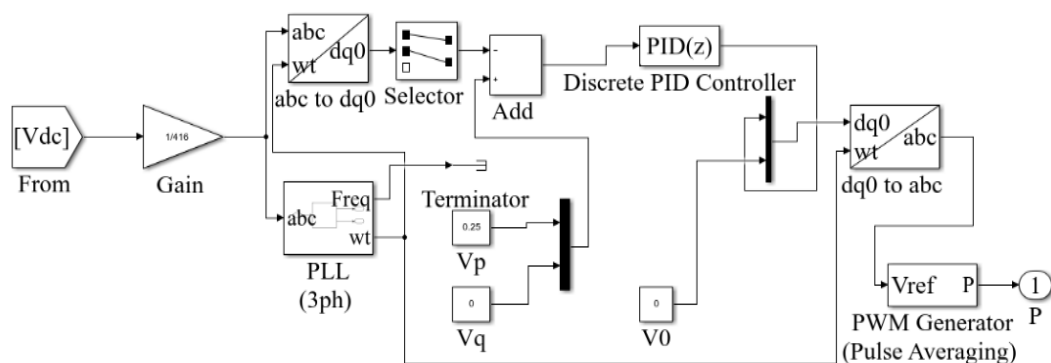 abc
wt
dq0
abc to dq0
Selector
-
+
Add
PID(z)
Discrete PID Controller
[Vdc]
From
1/416
Gain
dq0
wt
abc
dq0 to abc
abc
Freq
wt
PLL
(3ph)
Terminator
0.25
Vp
0
Vq
0
V0
Vref
P
PWM Generator
(Pulse Averaging)
1
P